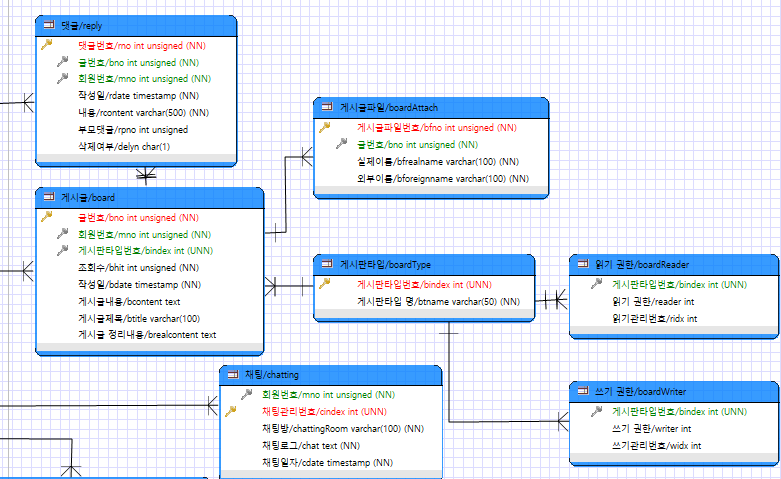 댓글/reply
댓글번호/rno int unsigned (NN)
글번호/bno int unsigned (NN)
회원번호/mno int unsigned (NN)
작성일/rdate timestamp (NN)
내용/rcontent varchar(500) (NN)
부모댓글/rpno int unsigned
삭제여부/delyn char(1)
게시글파일/boardAttach
게시글파일번호/bfno int unsigned (NN)
글번호/bno int unsigned (NN)
실제이름/bfrealname varchar(100) (NN)
외부이름/bforeignname varchar(100) (NN)
게시글/board
글번호/bno int unsigned (NN)
회원번호/mno int unsigned (NN)
게시판타입번호/bindex int (UNN)
조회수/bhit int unsigned (NN)
작성일/bdate timestamp (NN)
게시글내용/bcontent text
게시글제목/btitle varchar(100)
게시글 정리내용/brealcontent text
게시판타입/boardType
게시판타입번호/bindex int (UNN)
게시판타입 명/btname varchar(50) (NN)
읽기 권한/boardReader
게시판타입번호/bindex int (UNN)
읽기 권한/reader int
읽기관리번호/ridx int
채팅/chatting
회원번호/mno int unsigned (NN)
채팅관리번호/cindex int (UNN)
채팅방/chattingRoom varchar(100) (NN)
채팅로그/chat text (NN)
채팅일자/cdate timestamp (NN)
쓰기 권한/boardWriter
게시판타입번호/bindex int (UNN)
쓰기 권한/writer int
쓰기관리번호/widx int